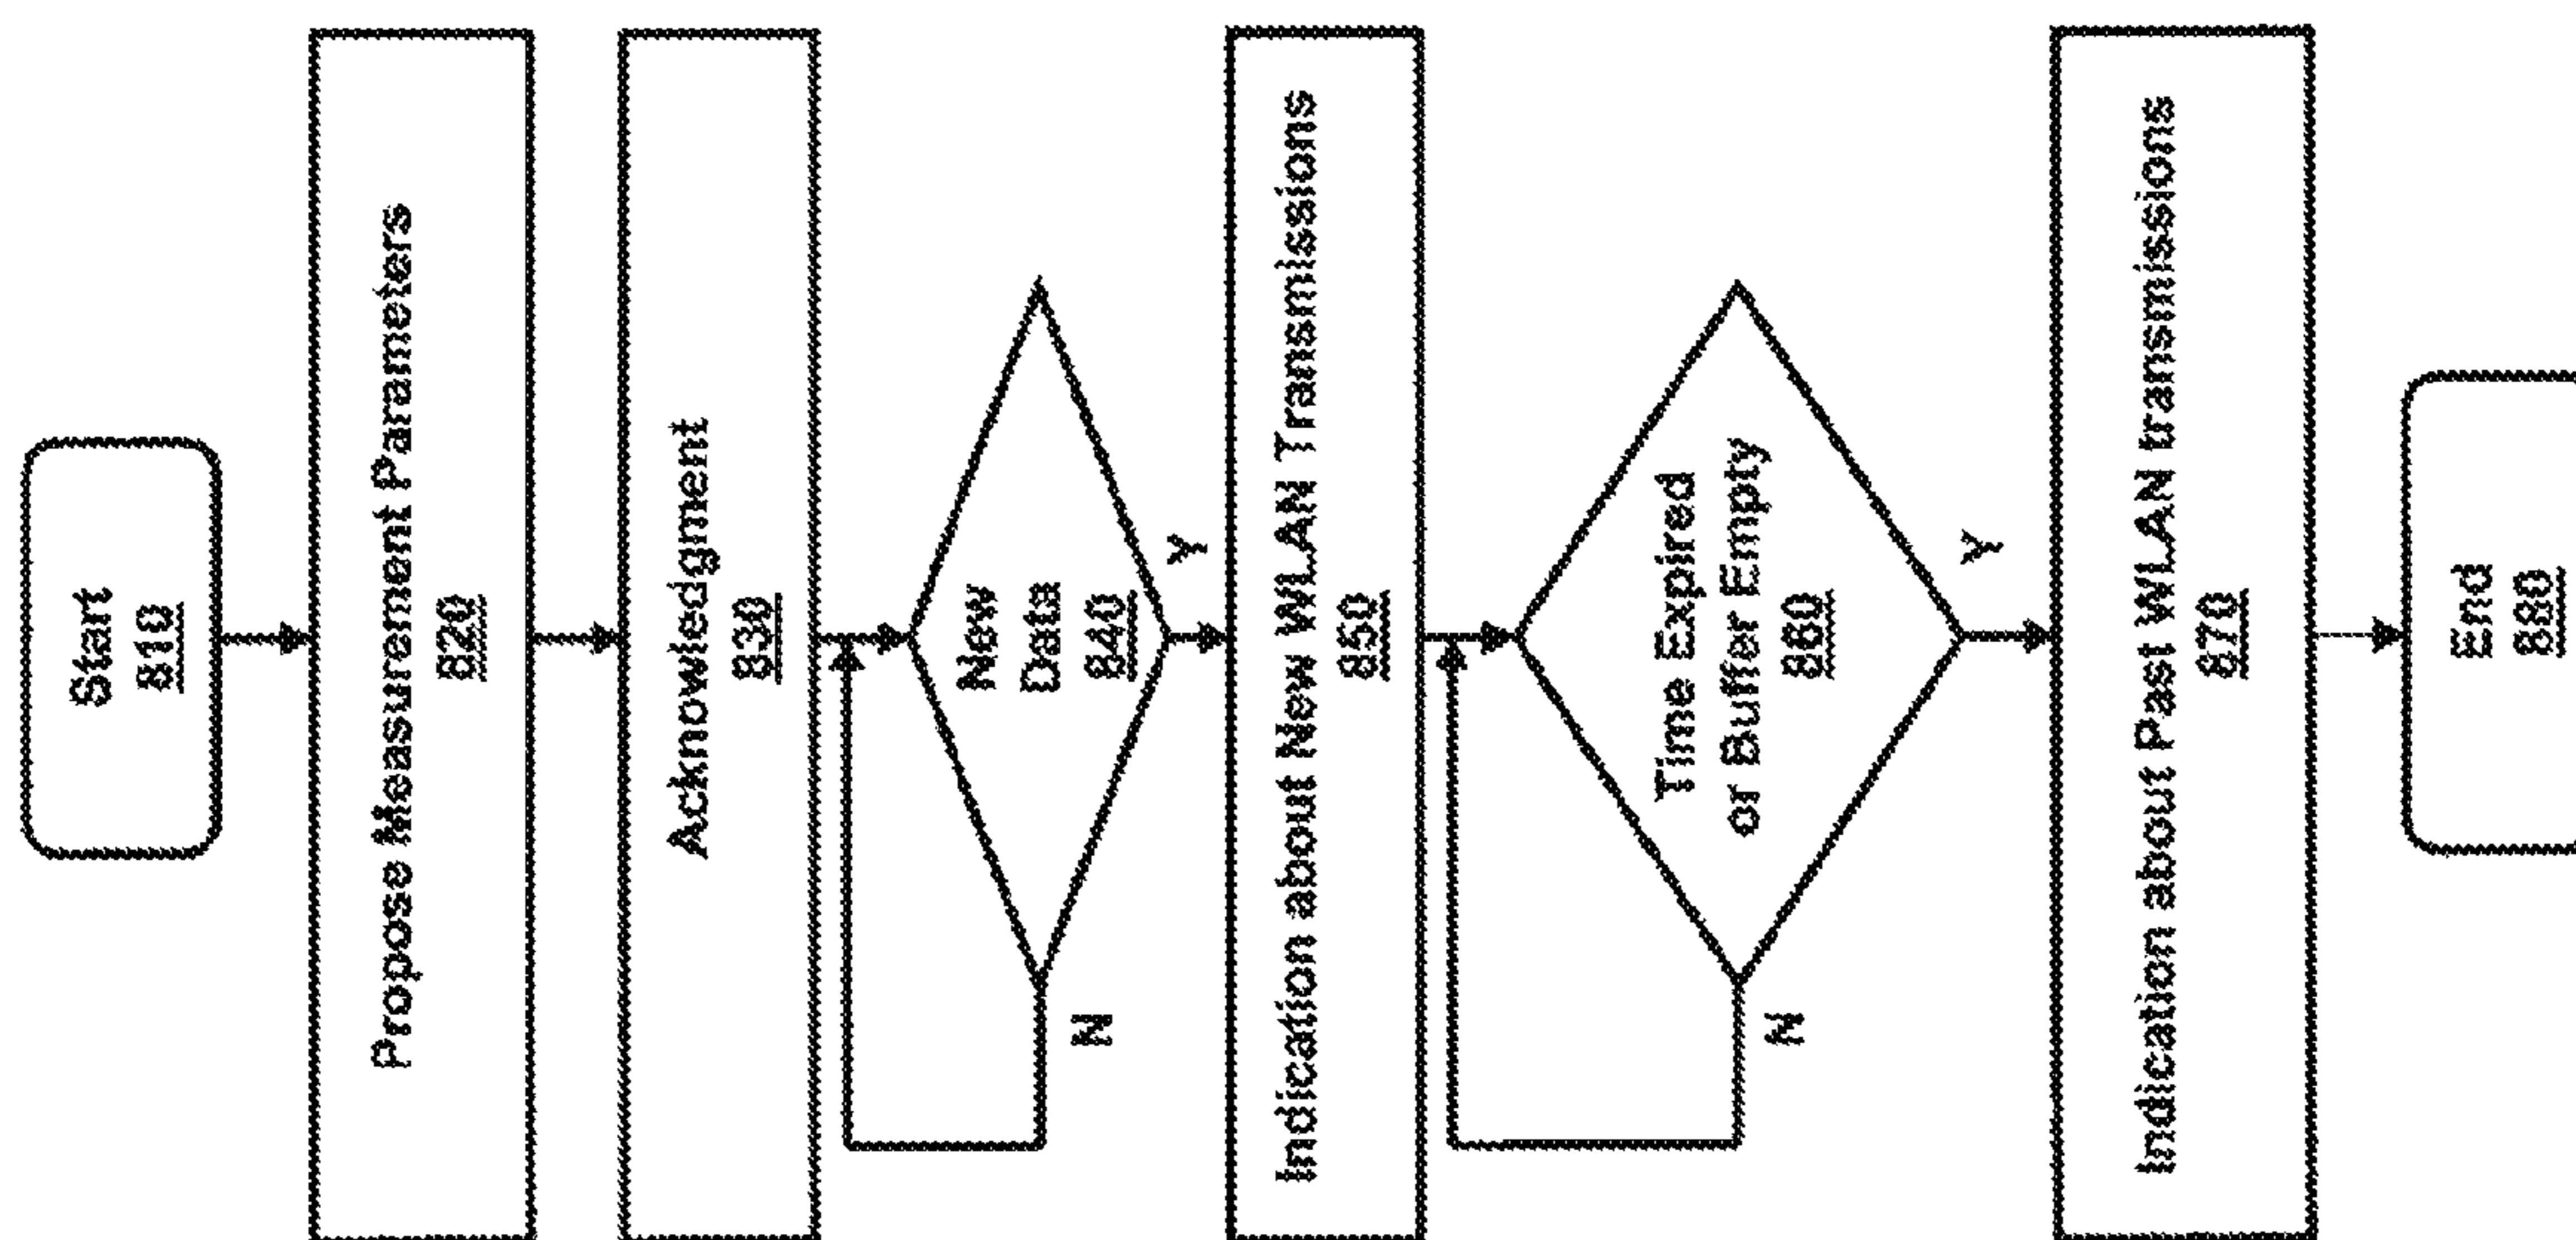 Start
810
Propose Measurement Parameters
820
Acknowledgment
830
New
Data
840
N
Y
Indication about New WLAN Transmissions
850
Time Expired
or Buffer Empty
860
N
Y
Indication about Past WLAN transmissions
870
End
880